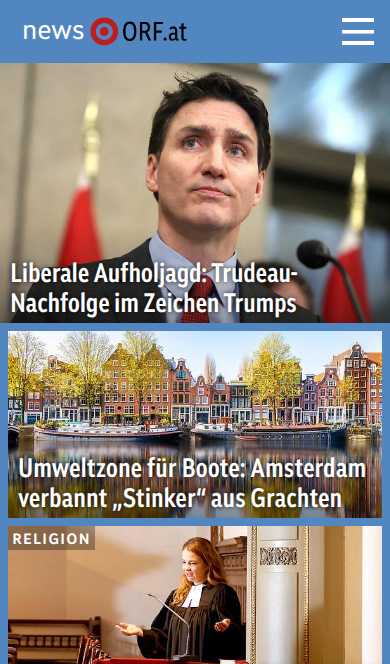 news ORF.at
Liberale Aufholjagd: Trudeau-
Nachfolge im Zeichen Trumps
Umweltzone für Boote: Amsterdam
verbannt „Stinker“ aus Grachten
RELIGION